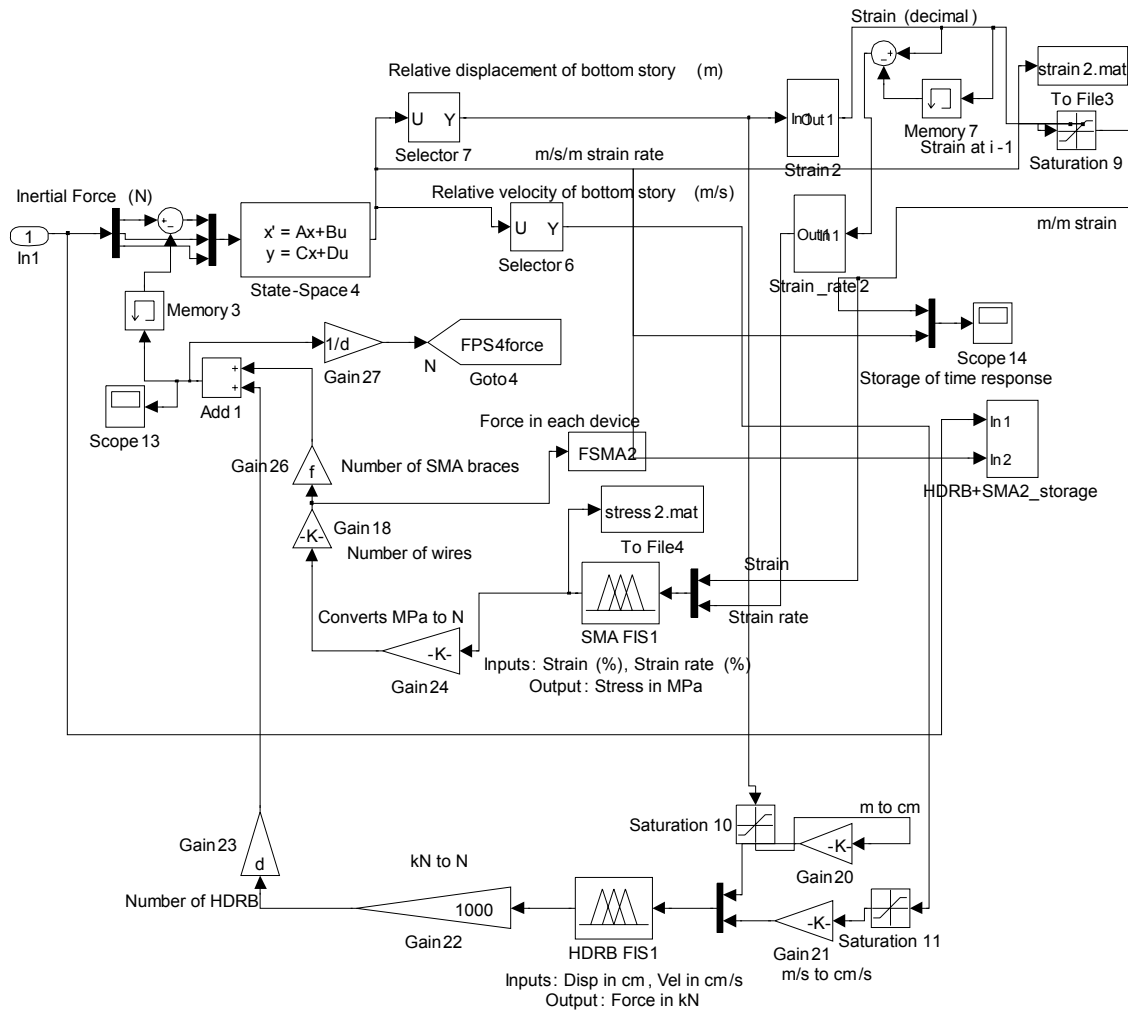 Strain (decimal)
Relative displacement of bottom story (m)
strain 2.mat
U Y
In1 Out 1
To File3
Selector 7
Memory 7
Strain 2
Strain at i -1
Saturation 9
m/s/m strain rate
Inertial Force (N)
Relative velocity of bottom story (m/s)
m/m strain
1
In1
x' = Ax+Bu
y = Cx+Du
U Y
Out1 In1
State-Space 4
Selector 6
Strain _rate 2
Memory 3
1/d
FPS4force
Scope 14
Gain 27
N
Goto 4
Storage of time response
Add 1
Scope 13
Force in each device
In 1
FSMA2
In2
Gain 26
f
Number of SMA braces
HDRB+SMA2_storage
stress 2.mat
-K-
Gain 18
To File4
Number of wires
Strain
Strain rate
Converts MPa to N
SMA FIS1
-K-
Inputs : Strain (%), Strain rate (%)
Gain 24
Output : Stress in MPa
m to cm
Saturation 10
Gain 23
-K-
d
kN to N
Gain 20
Number of HDRB
1000
-K-
Gain 22
HDRB FIS1
Gain 21
Saturation 11
Inputs : Disp in cm , Vel in cm/s
m/s to cm/s
Output : Force in kN